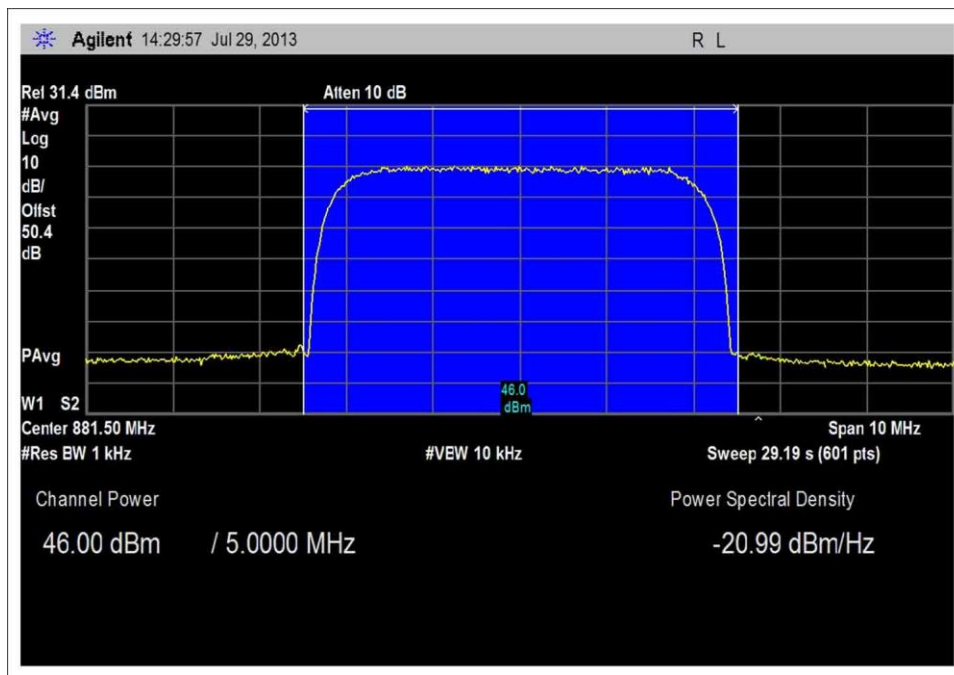 Agilent 14:29:57 Jul 29, 2013 R L
Ref 31.4 dBm Atten 10 dB
#Avg
Log
10
dB/
Offst
50.4
dB
PAvg
46.0
dBm
W1 S2
Center 881.50 MHz Span 10 MHz
#Res BW 1 kHz #VBW 10 kHz Sweep 29.19 s (601 pts)
Channel Power Power Spectral Density
46.00 dBm / 5.0000 MHz -20.99 dBm/Hz